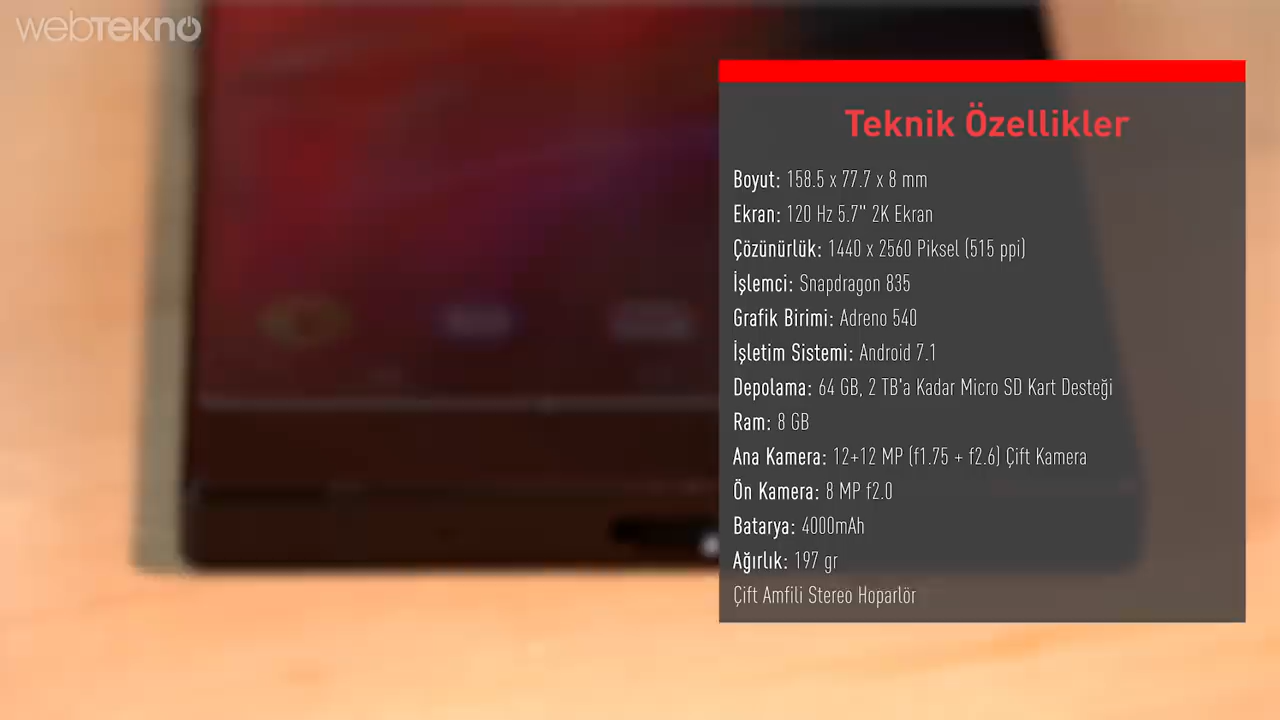 webtekno
Teknik Özellikler
Boyut: 158.5 x 77.7 x 8 mm
Ekran: 120 Hz 5.7" 2K Ekran
Çözünürlük: 1440 x 2560 Piksel (515 ppi)
İşlemci: Snapdragon 835
Grafik Birimi: Adreno 540
İşletim Sistemi: Android 7.1
Depolama: 64 GB, 2 TB'a Kadar Micro SD Kart Desteği
Ram: 8 GB
Ana Kamera: 12+12 MP (f1.75 + f2.6) Çift Kamera
Ön Kamera: 8 MP f2.0
Batarya: 4000mAh
Ağırlık: 197 gr
Çift Amfili Stereo Hoparlör